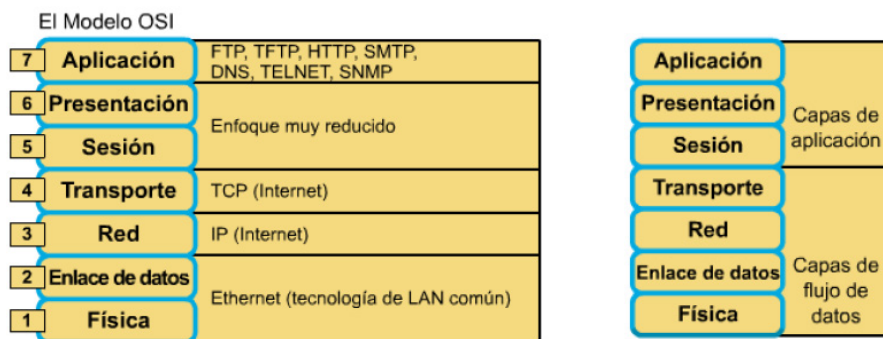 El Modelo OSI
7 Aplicación FTP, TFTP, HTTP, SMTP,
DNS, TELNET, SNMP
6 Presentación
Enfoque muy reducido
5 Sesión
4 Transporte TCP (Internet)
3 Red IP (Internet)
2 Enlace de datos
Ethernet (tecnología de LAN común)
1 Física
Aplicación
Presentación
Capas de
aplicación
Sesión
Transporte
Red
Enlace de datos
Capas de
flujo de
datos
Física